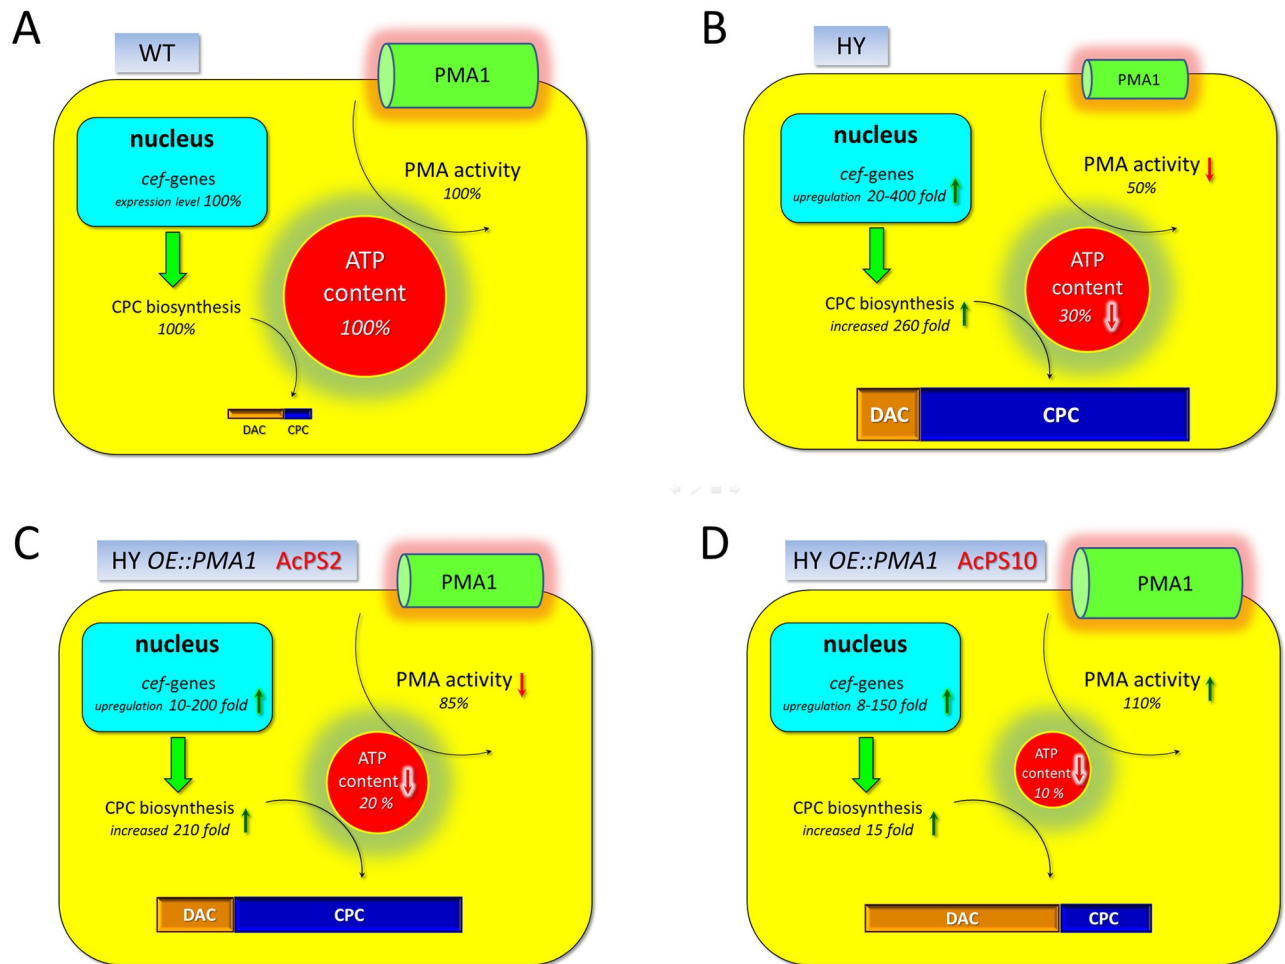 A
WT
PMA1
nucleus
cef-genes
expression level 100%
PMA activity
100%
ATP
content
100%
CPC biosynthesis
100%
DAC CPC
B
HY
PMA1
nucleus
cef-genes
upregulation 20-400 fold
PMA activity
50%
ATP
content
30%
CPC biosynthesis
increased 260 fold
DAC CPC
C
HY OE::PMA1 AcPS2
PMA1
nucleus
cef-genes
upregulation 10-200 fold
PMA activity
85%
ATP
content
20 %
CPC biosynthesis
increased 210 fold
DAC CPC
D
HY OE::PMA1 AcPS10
PMA1
nucleus
cef-genes
upregulation 8-150 fold
PMA activity
110%
ATP
content
10 %
CPC biosynthesis
increased 15 fold
DAC CPC